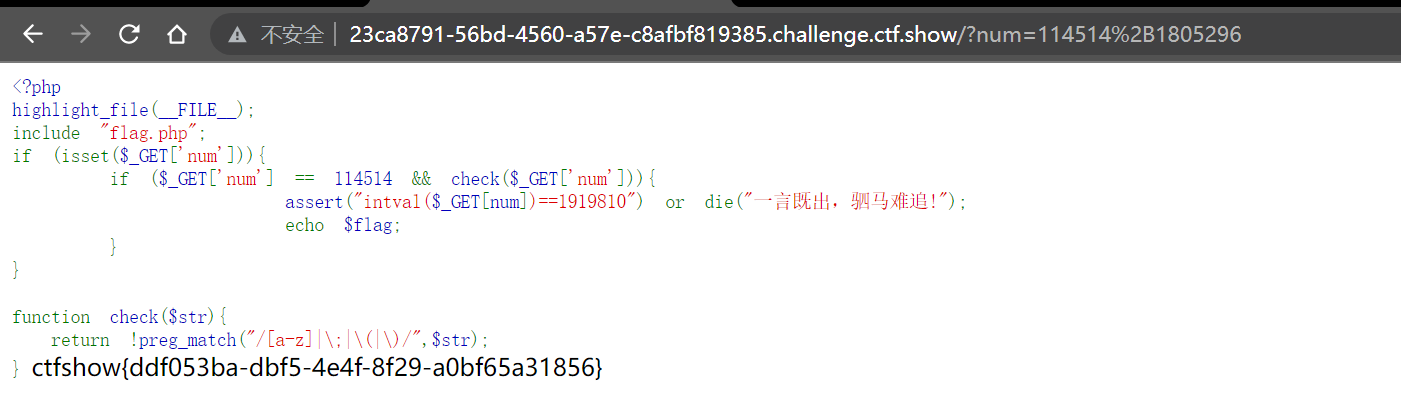 不安全 | 23ca8791-56bd-4560-a57e-c8afbf819385.challenge.ctf.show/?num=114514%2B1805296
<?php
highlight_file(__FILE__);
include "flag.php";
if (isset($_GET['num'])){
        if ($_GET['num'] == 114514 && check($_GET['num'])){
                assert("intval($_GET[num])==1919810") or die("一言既出，驷马难追!");
                echo $flag;
        }
}
function check($str){
    return !preg_match("/[a-z]|\;|\(|\)/",$str);
} ctfshow{ddf053ba-dbf5-4e4f-8f29-a0bf65a31856}